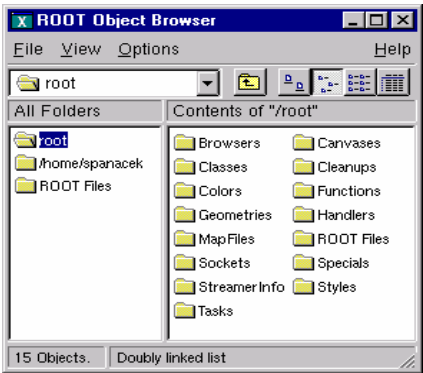 ROOT Object Browser
File View Options Help
root
All Folders Contents of "/root"
root
/home/spanacek
ROOT Files
Browsers Canvases
Classes Cleanups
Colors Functions
Geometries Handlers
MapFiles ROOT Files
Sockets Specials
StreamerInfo Styles
Tasks
15 Objects. Doubly linked list